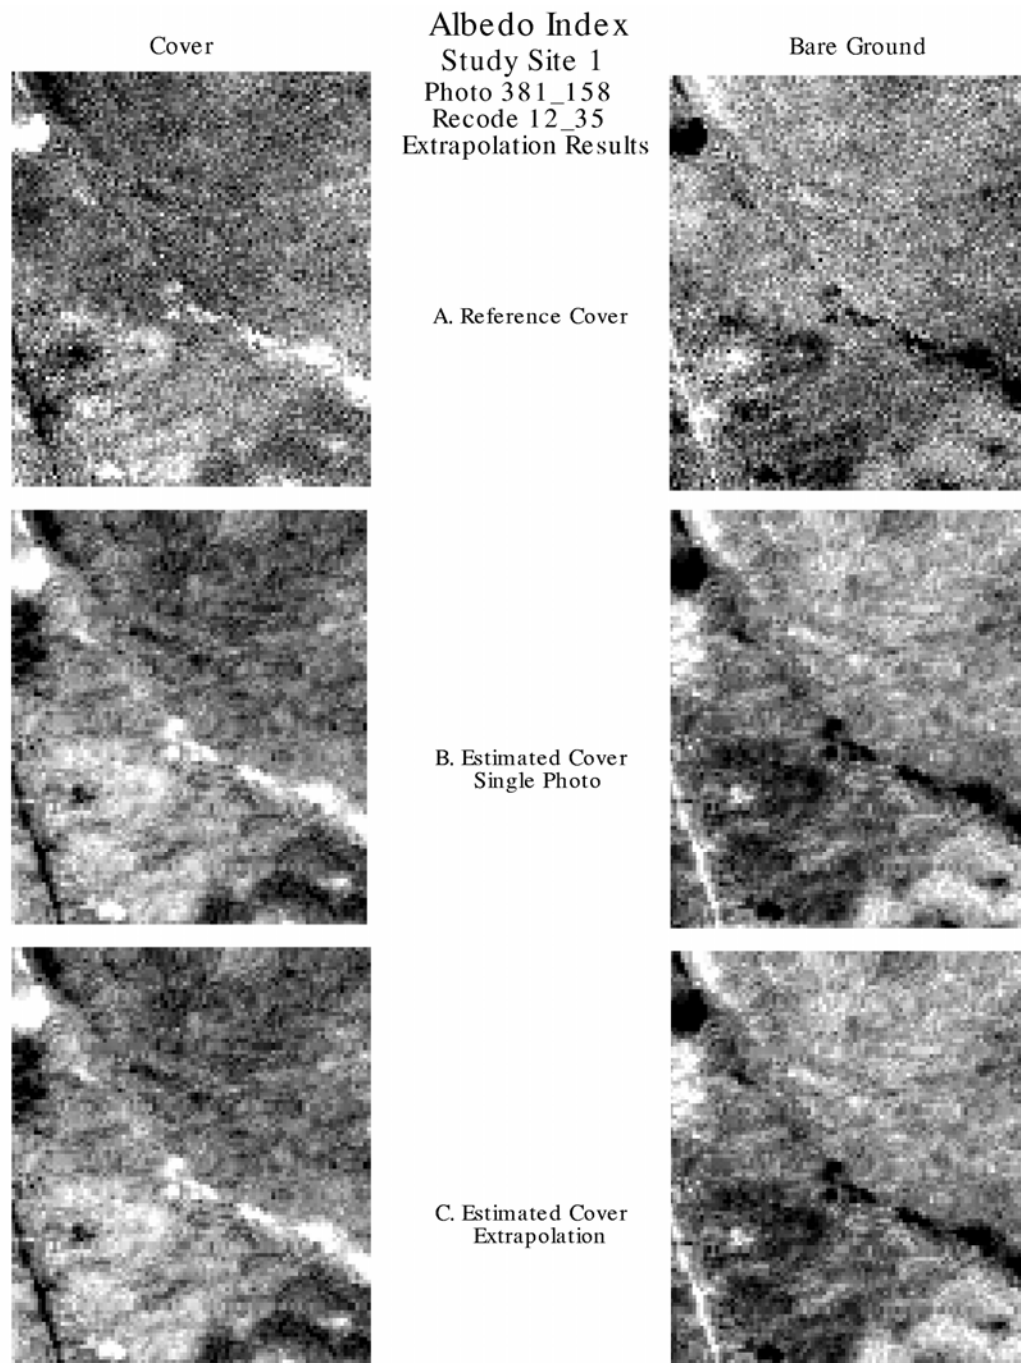 Albedo Index
Cover
Study Site 1
Bare Ground
Photo 381_158
Recode 12_35
Extrapolation Results
A. Reference Cover
B. Estimated Cover
Single Photo
C. Estimated Cover
Extrapolation